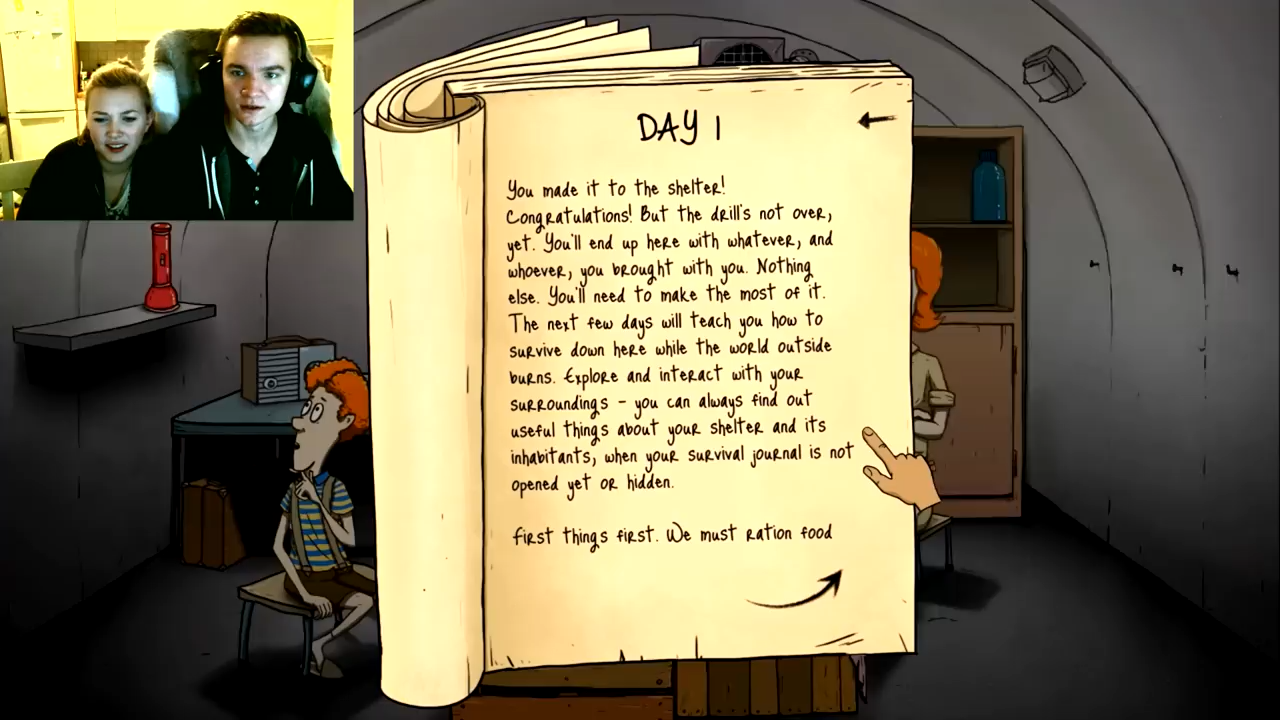 DAY 1
You made it to the shelter!
Congratulations! But the drill's not over,
yet. You'll end up here with whatever, and
whoever, you brought with you. Nothing
else. You'll need to make the most of it.
The next few days will teach you how to
survive down here while the world outside
burns. Explore and interact with your
surroundings - you can always find out
useful things about your shelter and its
inhabitants, when your survival journal is not
opened yet or hidden.
First things first. We must ration food